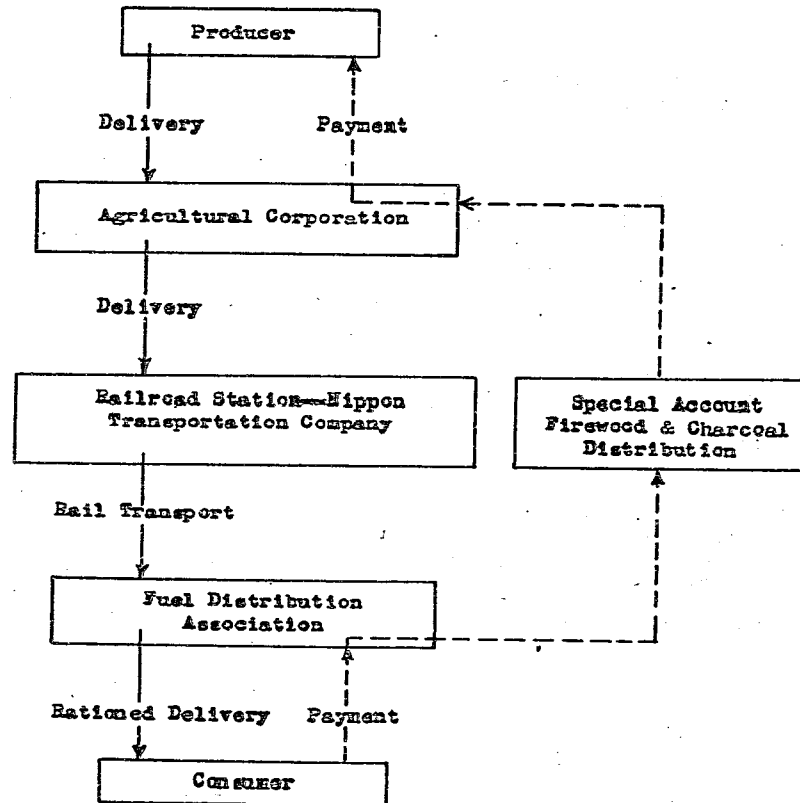 Producer
Delivery
Payment
Agricultural Corporation
Delivery
Railroad Station--Nippon
Transportation Company
Special Account
Firewood & Charcoal
Distribution
Rail Transport
Fuel Distribution
Association
Rationed Delivery
Payment
Consumer